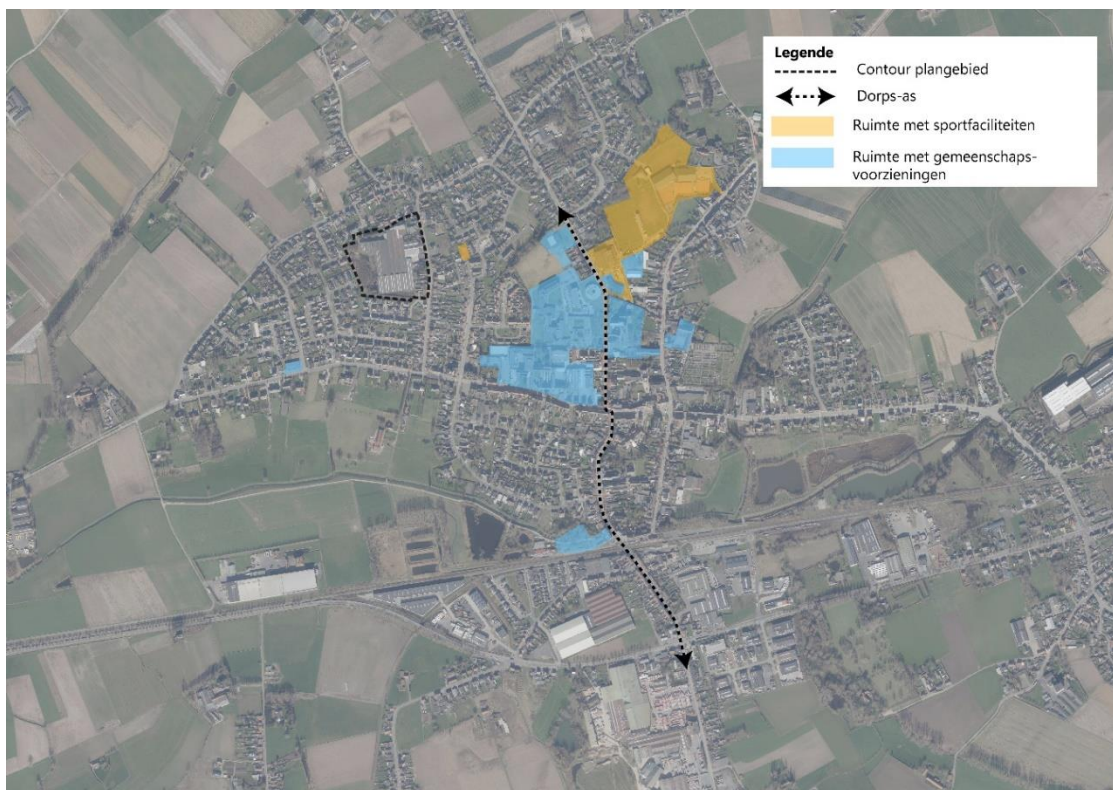 Legende
Contour plangebied
Dorps-as
Ruimte met sportfaciliteiten
Ruimte met gemeenschaps-
voorzieningen